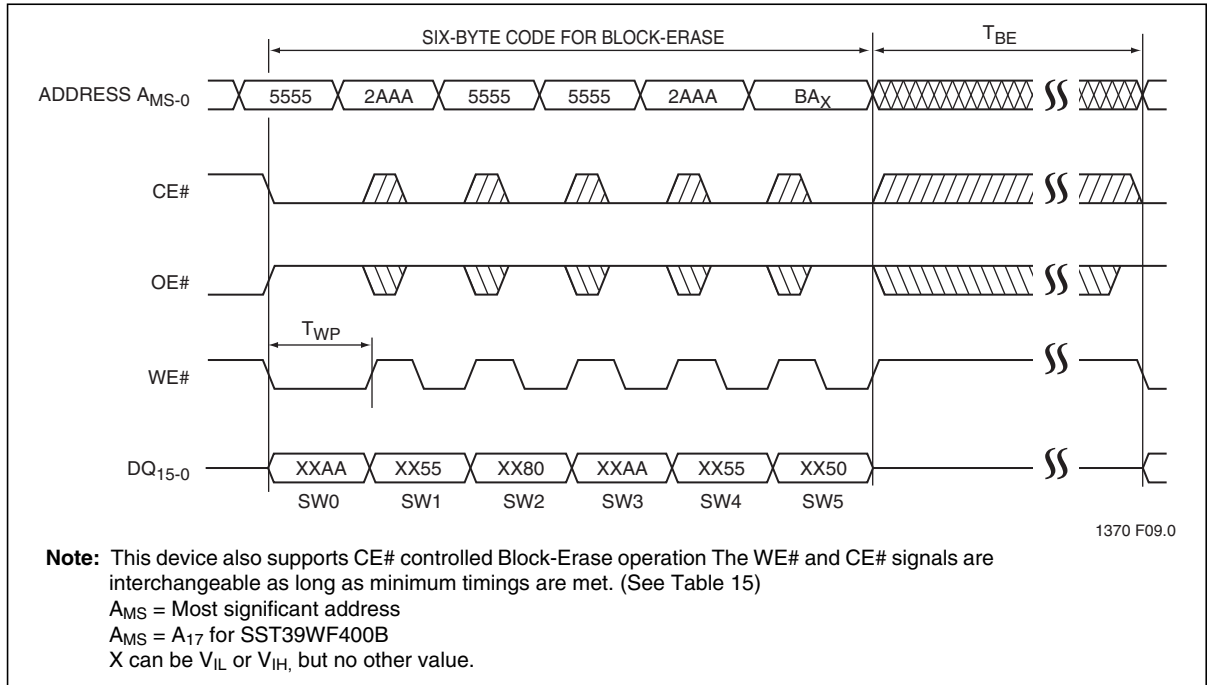 SIX-BYTE CODE FOR BLOCK-ERASE TBE
ADDRESS AMS-0 5555 2AAA 5555 5555 2AAA BAX
CE#
OE#
TWP
WE#
DQ15-0 XXAA XX55 XX80 XXAA XX55 XX50
SW0 SW1 SW2 SW3 SW4 SW5
1370 F09.0
Note: This device also supports CE# controlled Block-Erase operation The WE# and CE# signals are
interchangeable as long as minimum timings are met. (See Table 15)
AMS = Most significant address
AMS = A17 for SST39WF400B
X can be VIL or VIH, but no other value.